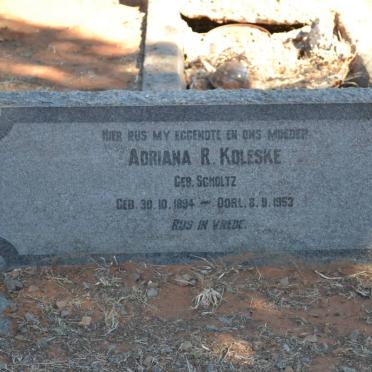 HIER RUS MY EGGENOTE EN ONS MOEDER
ADRIANA R. KOLESKE
GEB. SCHOLTZ
GEB. 30.10.1894 — OORL. 8.9.1953
RUS IN VREDE.